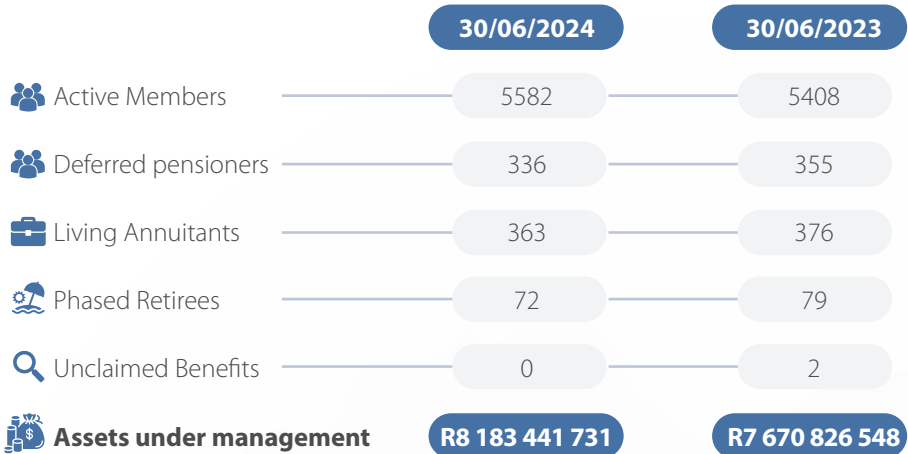 30/06/2024 30/06/2023
Active Members 5582 5408
Deferred pensioners 336 355
Living Annuitants 363 376
Phased Retirees 72 79
Unclaimed Benefits 0 2
$ Assets under management R8 183 441 731 R7 670 826 548